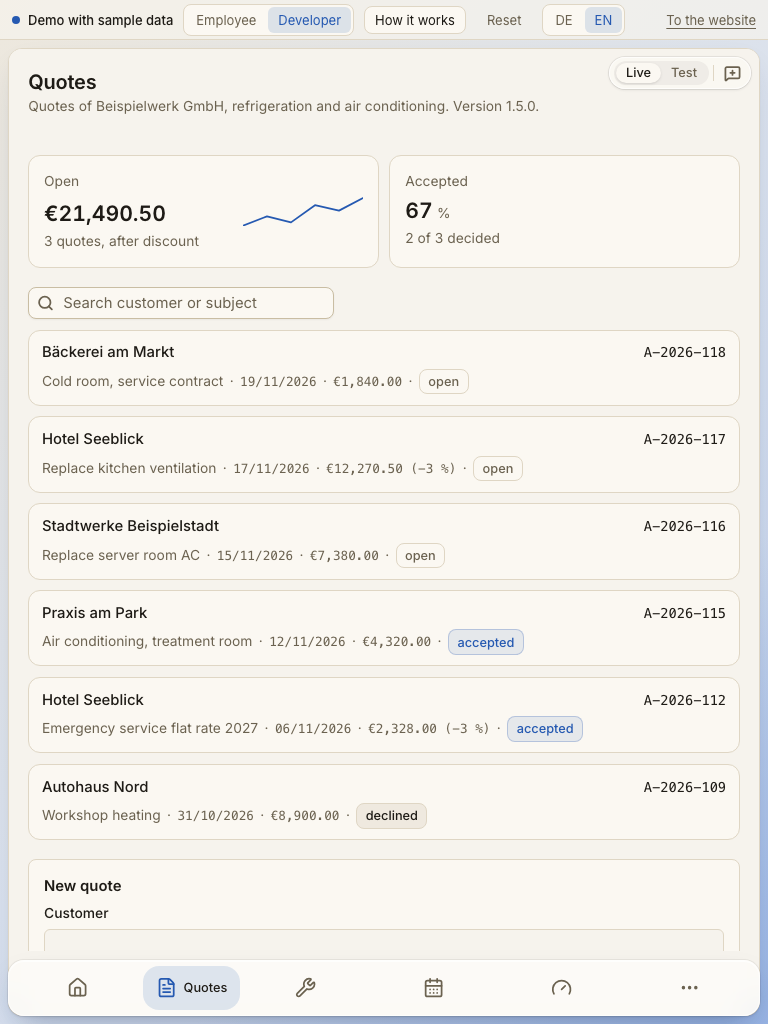 Demo with sample data
Employee
Developer
How it works
Reset
DE
EN
To the website
Quotes
Live
Test
Quotes of Beispielwerk GmbH, refrigeration and air conditioning. Version 1.5.0.
Open
€21,490.50
3 quotes, after discount
Accepted
67 %
2 of 3 decided
Search customer or subject
Bäckerei am Markt
A-2026-118
Cold room, service contract · 19/11/2026 · €1,840.00 · open
Hotel Seeblick
A-2026-117
Replace kitchen ventilation · 17/11/2026 · €12,270.50 (−3 %) · open
Stadtwerke Beispielstadt
A-2026-116
Replace server room AC · 15/11/2026 · €7,380.00 · open
Praxis am Park
A-2026-115
Air conditioning, treatment room · 12/11/2026 · €4,320.00 · accepted
Hotel Seeblick
A-2026-112
Emergency service flat rate 2027 · 06/11/2026 · €2,328.00 (−3 %) · accepted
Autohaus Nord
A-2026-109
Workshop heating · 31/10/2026 · €8,900.00 · declined
New quote
Customer
Quotes